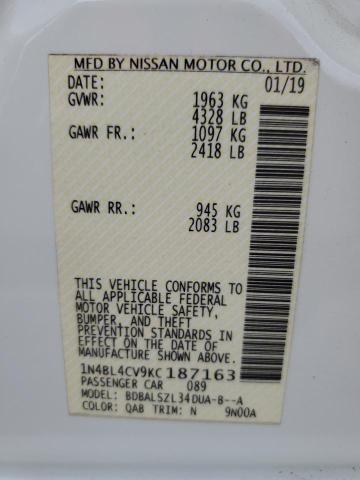 MFD BY NISSAN MOTOR CO., LTD.
DATE: 01/19
GVWR: 1963 KG
4328 LB
GAWR FR.: 1097 KG
2418 LB
GAWR RR.: 945 KG
2083 LB
THIS VEHICLE CONFORMS TO
ALL APPLICABLE FEDERAL
MOTOR VEHICLE SAFETY,
BUMPER, AND THEFT
PREVENTION STANDARDS IN
EFFECT ON THE DATE OF
MANUFACTURE SHOWN ABOVE.
1N4BL4CV9KC187163
PASSENGER CAR 089
MODEL: BDBALSZL34DUA-B--A
COLOR: QAB TRIM: N 9N00A